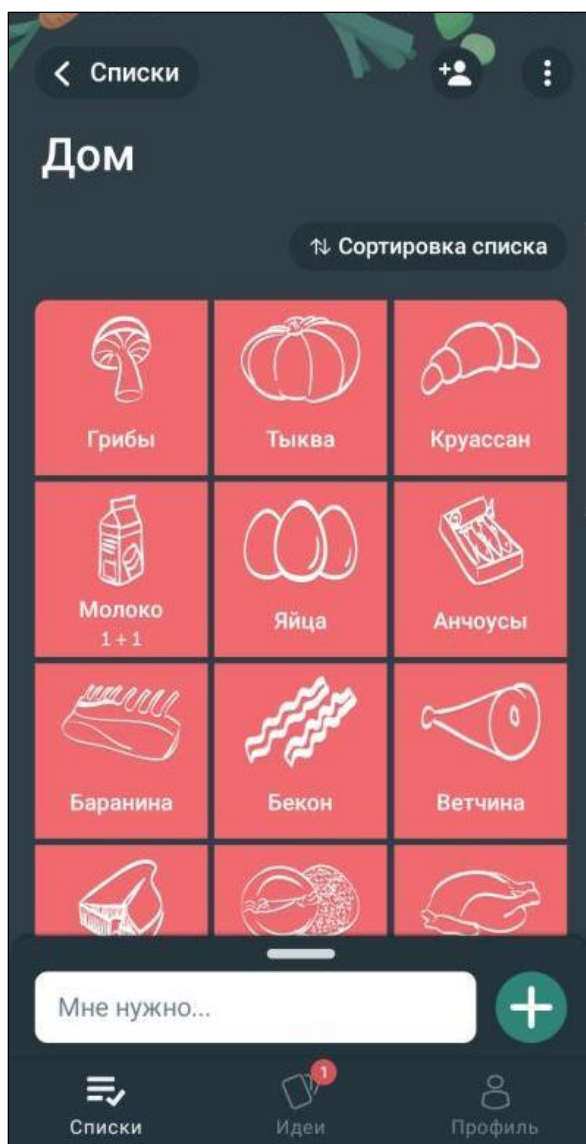 Списки
Дом
Сортировка списка
Грибы
Тыква
Круассан
Молоко
1 + 1
Яйца
Анчоусы
Баранина
Бекон
Ветчина
Мне нужно...
1
Списки
Идеи
Профиль